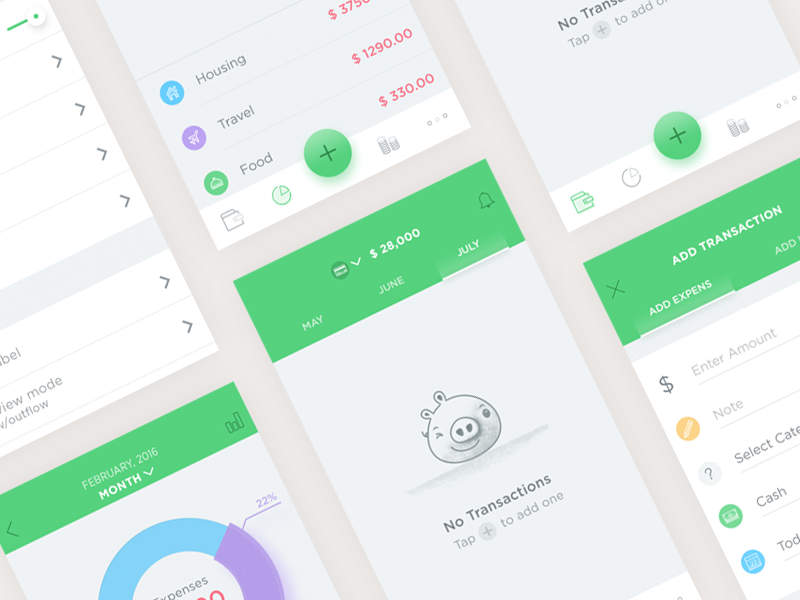 $ 3750
Housing
$ 1290.00
Travel
$ 330.00
Food
No Transactions
Tap + to add one
$ 28,000
MAY
JUNE
JULY
No Transactions
Tap + to add one
ADD TRANSACTION
ADD EXPENS
ADD
$
Enter Amount
Note
?
Select Cate
Cash
Tod
View mode
w/outflow
FEBRUARY, 2016
MONTH
22%
Expenses